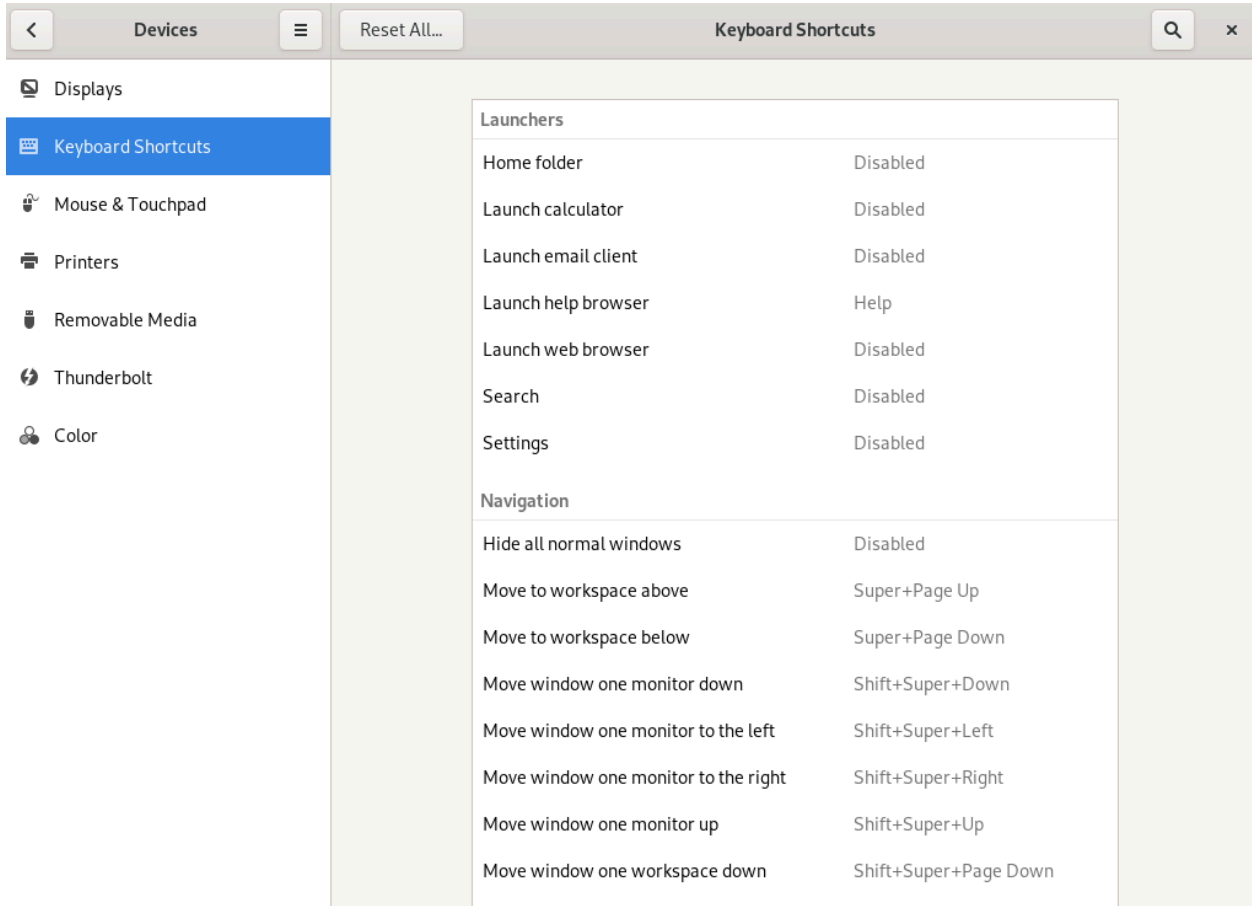 Devices
Reset All...
Keyboard Shortcuts
Displays
Keyboard Shortcuts
Mouse & Touchpad
Printers
Removable Media
Thunderbolt
Color
Launchers
Home folder Disabled
Launch calculator Disabled
Launch email client Disabled
Launch help browser Help
Launch web browser Disabled
Search Disabled
Settings Disabled
Navigation
Hide all normal windows Disabled
Move to workspace above Super+Page Up
Move to workspace below Super+Page Down
Move window one monitor down Shift+Super+Down
Move window one monitor to the left Shift+Super+Left
Move window one monitor to the right Shift+Super+Right
Move window one monitor up Shift+Super+Up
Move window one workspace down Shift+Super+Page Down